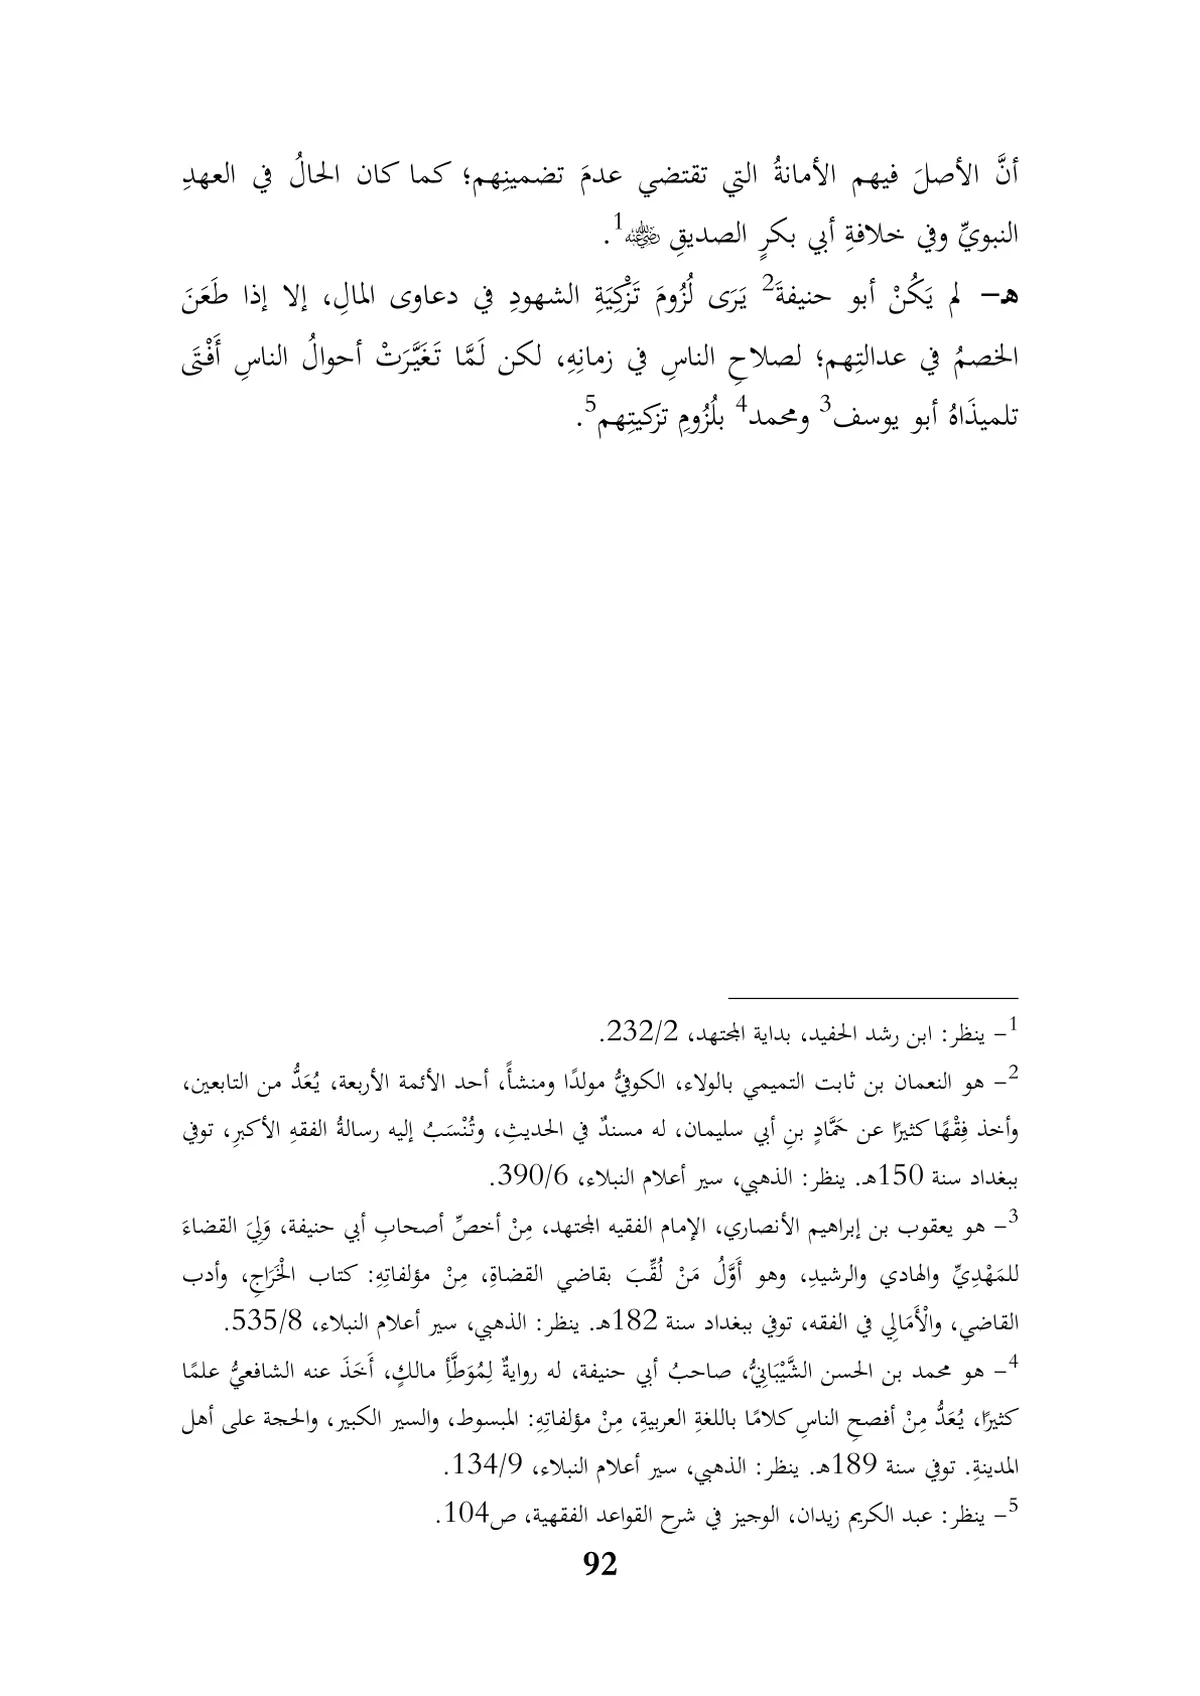 أنَّ الأصلَ فيهم الأمانةُ التي تقتضي عدمَ تضمينِهم؛ كما كان الحالُ في العهدِ
النبويِّ وفي خلافةِ أبي بكرٍ الصديقِ ﵁1.
هـ- لم يَكُنْ أبو حنيفةَ2 يَرَى لُزُومَ تَزْكِيَةِ الشهودِ في دعاوى المالِ، إلا إذا طَعَنَ
الخصمُ في عدالتِهم؛ لصلاحِ الناسِ في زمانِهِ، لكن لَمَّا تَغَيَّرَتْ أحوالُ الناسِ أَفْتَى
تلميذَاهُ أبو يوسف3 ومحمد4 بلُزُومِ تزكيتِهم5.
1- ينظر: ابن رشد الحفيد، بداية المجتهد، 232/2.
2- هو النعمان بن ثابت التميمي بالولاء، الكوفيُّ مولدًا ومنشأً، أحد الأئمة الأربعة، يُعَدُّ من التابعين،
وأخذ فِقْهًا كثيرًا عن حَمَّادٍ بنِ أبي سليمان، له مسندٌ في الحديثِ، وتُنْسَبُ إليه رسالةُ الفقهِ الأكبرِ، توفي
ببغداد سنة 150هـ. ينظر: الذهبي، سير أعلام النبلاء، 390/6.
3- هو يعقوب بن إبراهيم الأنصاري، الإمام الفقيه المجتهد، مِنْ أخصِّ أصحابِ أبي حنيفة، وَلِيَ القضاءَ
للمَهْدِيِّ والهادي والرشيدِ، وهو أَوَّلُ مَنْ لُقِّبَ بقاضي القضاةِ، مِنْ مؤلفاتِهِ: كتاب الْخَرَاجِ، وأدب
القاضي، والْأَمَالِي في الفقه، توفي ببغداد سنة 182هـ. ينظر: الذهبي، سير أعلام النبلاء، 535/8.
4- هو محمد بن الحسن الشَّيْبَانِيُّ، صاحبُ أبي حنيفة، له روايةٌ لِمُوَطَّأِ مالكٍ، أَخَذَ عنه الشافعيُّ علمًا
كثيرًا، يُعَدُّ مِنْ أفصحِ الناسِ كلامًا باللغةِ العربيةِ، مِنْ مؤلفاتِهِ: المبسوط، والسير الكبير، والحجة على أهل
المدينةِ. توفي سنة 189هـ. ينظر: الذهبي، سير أعلام النبلاء، 134/9.
5- ينظر: عبد الكريم زيدان، الوجيز في شرح القواعد الفقهية، ص104.
92